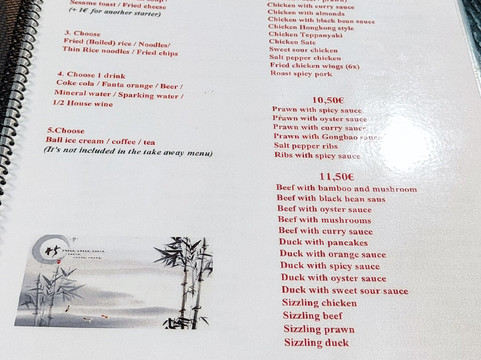 Sesame toast / Fried cheese
(+ 1€ for another starter)
3. Choose
Fried (Boiled) rice / Noodles/
Thin Rice noodles / Fried chips
4. Choose 1 drink
Coke cola / Fanta orange / Beer /
Mineral water / Sparking water /
1/2 House wine
5.Choose
Ball ice cream / coffee / tea
(It's not included in the take away menu)
Chicken with curry sauce
Chicken with almonds
Chicken with black bean sauce
Chicken Hongkong style
Chicken Teppanyaki
Chicken Sate
Sweet sour chicken
Salt pepper chicken
Fried chicken wings (6x)
Roast spicy pork
10,50€
Prawn with spicy sauce
Prawn with oyster sauce
Prawn with curry sauce
Prawn with Gongbao sauce
Salt pepper ribs
Ribs with spicy sauce
11,50€
Beef with bamboo and mushroom
Beef with black bean saus
Beef with oyster sauce
Beef with mushrooms
Beef with curry sauce
Duck with pancakes
Duck with orange sauce
Duck with spicy sauce
Duck with oyster sauce
Duck with sweet sour sauce
Sizzling chicken
Sizzling beef
Sizzling prawn
Sizzling duck